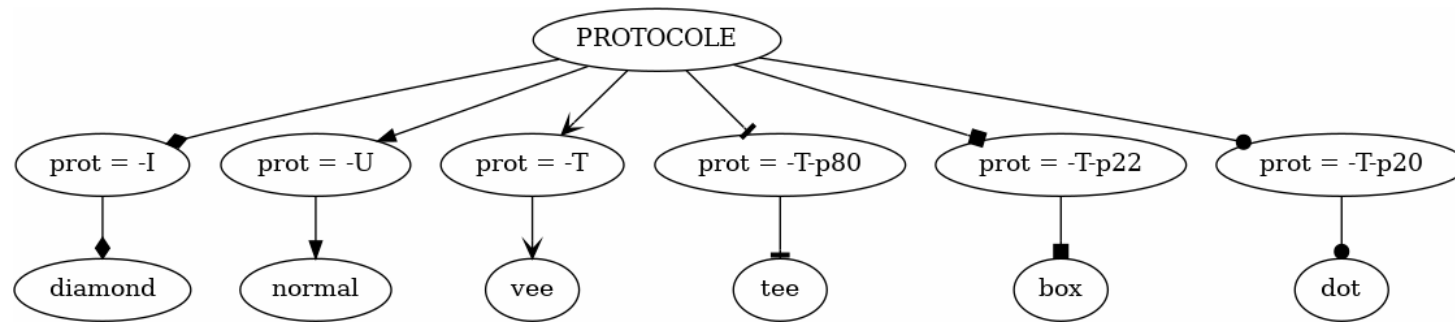 PROTOCOLE
prot = -I
prot = -U
prot = -T
prot = -T-p80
prot = -T-p22
prot = -T-p20
diamond
normal
vee
tee
box
dot